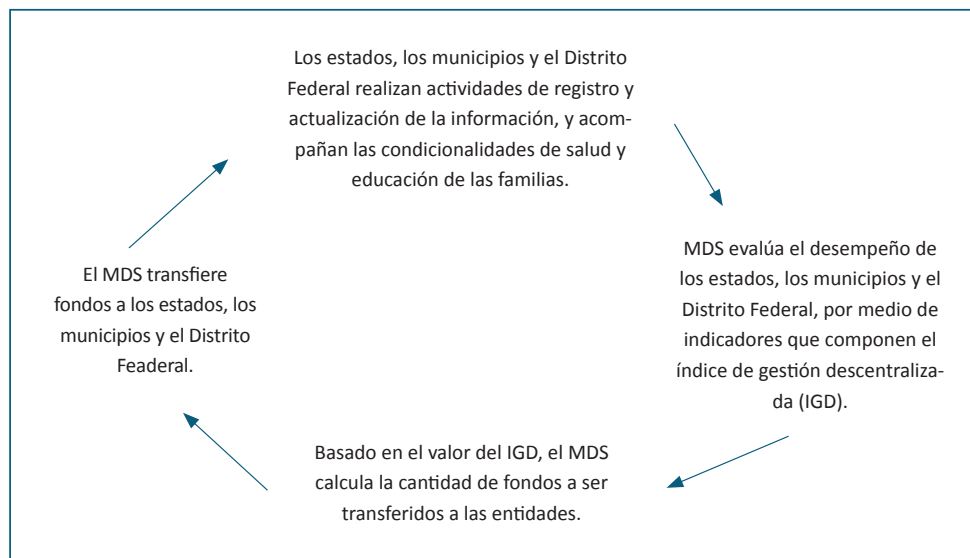 Los estados, los municipios y el Distrito
Federal realizan actividades de registro y
actualización de la información, y acom-
pañan las condicionalidades de salud y
educación de las familias.
MDS evalúa el desempeño de
los estados, los municipios y el
Distrito Federal, por medio de
indicadores que componen el
índice de gestión descentraliza-
da (IGD).
Basado en el valor del IGD, el MDS
calcula la cantidad de fondos a ser
transferidos a las entidades.
El MDS transfiere
fondos a los estados, los
municipios y el Distrito
Feaderal.